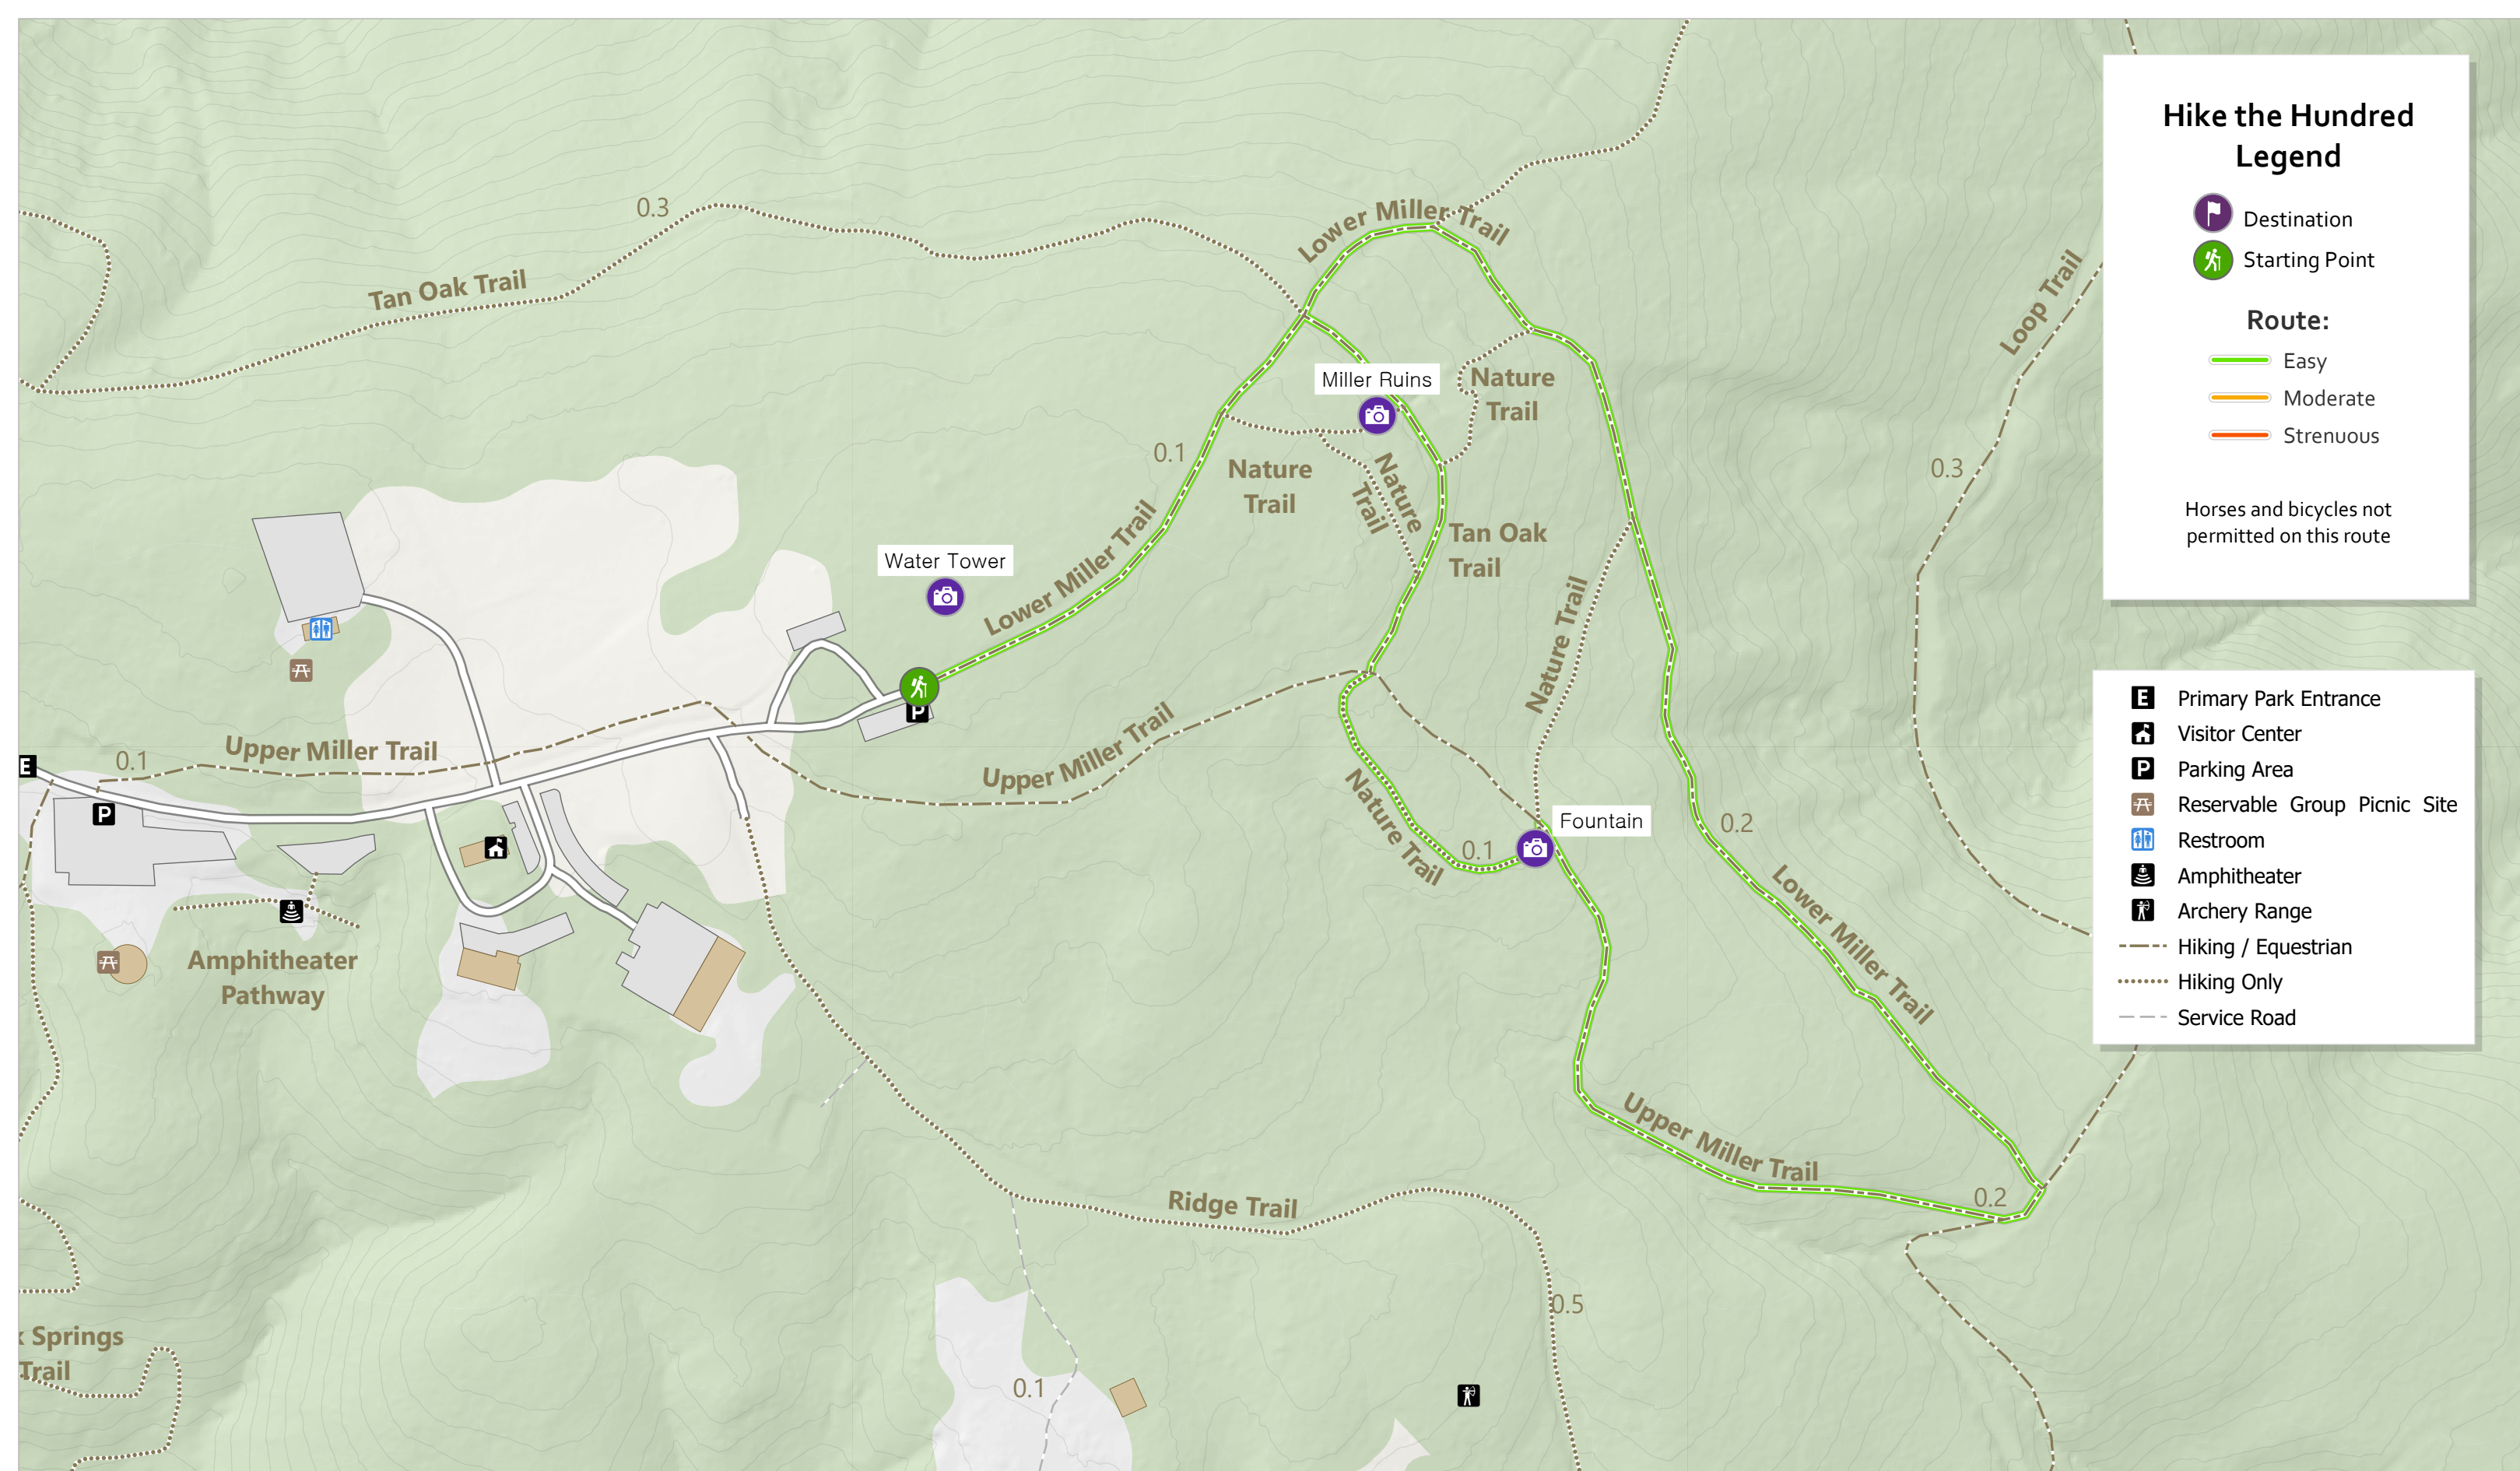 Hike the Hundred
Legend
Destination
Starting Point
Route:
Easy
Moderate
Strenuous
Horses and bicycles not
permitted on this route
E Primary Park Entrance
Visitor Center
P Parking Area
Reservable Group Picnic Site
Restroom
Amphitheater
Archery Range
Hiking / Equestrian
Hiking Only
Service Road
0.3
Tan Oak Trail
Lower Miller Trail
Loop Trail
Miller Ruins
Nature
Trail
0.1
Nature
Trail
Nature
Trail
0.3
Lower Miller Trail
Tan Oak
Trail
Water Tower
Nature Trail
P
Upper Miller Trail
0.1
E
P
Upper Miller Trail
Nature Trail
0.1
Fountain
0.2
Lower Miller Trail
Amphitheater
Pathway
Upper Miller Trail
0.2
Ridge Trail
0.5
Springs
Trail
0.1